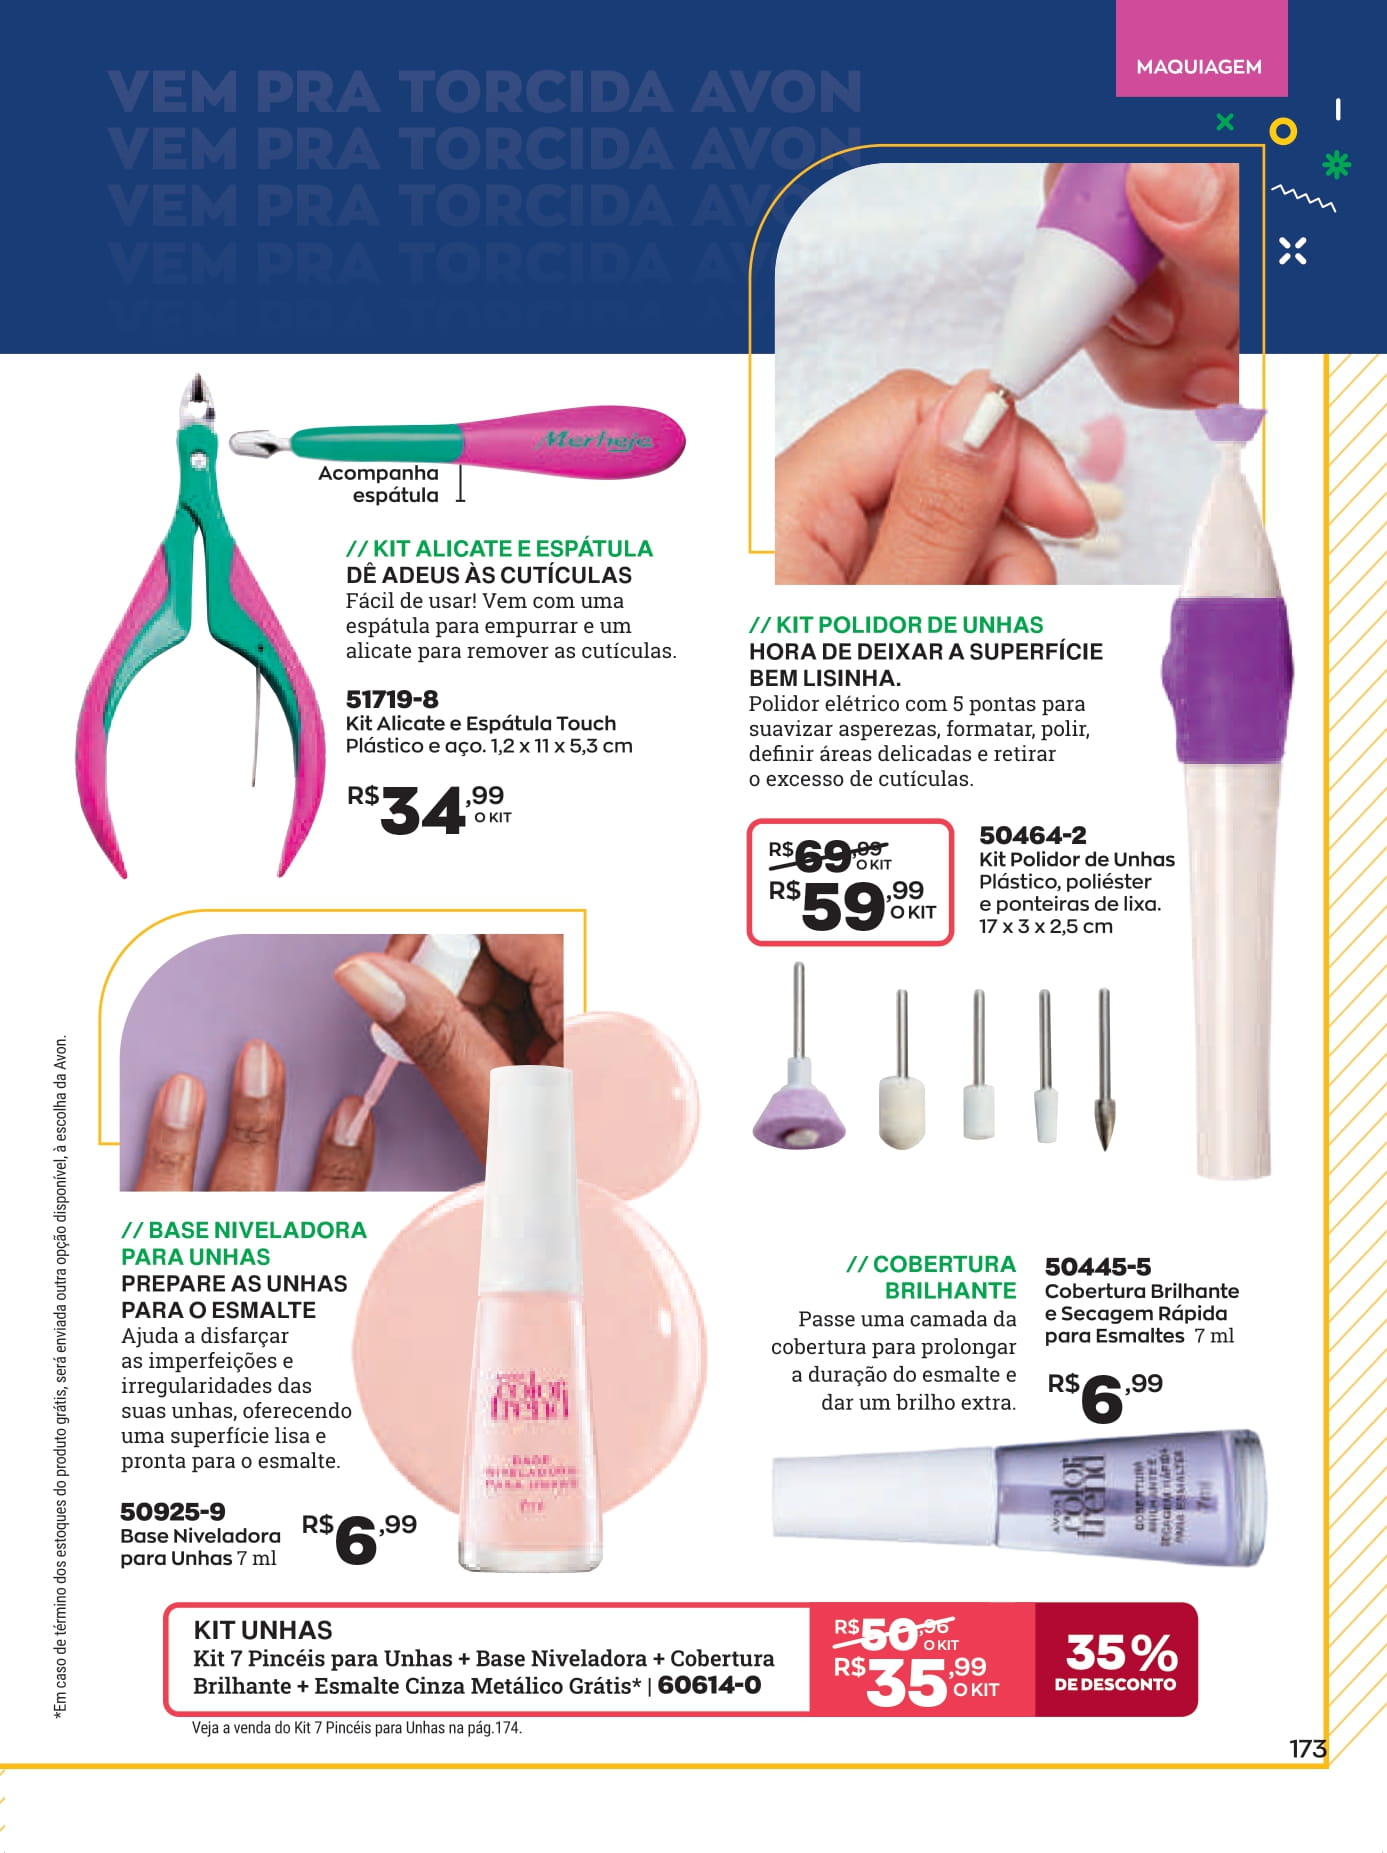 MAQUIAGEM
VEM PRA TORCIDA AVON
VEM PRA TORCIDA AVON
VEM PRA TORCIDA AVON
VEM PRA TORCIDA AVON
VEM PRA TORCIDA AVON
Merheje
Acompanha
espátula
// KIT ALICATE E ESPÁTULA
DÊ ADEUS ÀS CUTÍCULAS
Fácil de usar! Vem com uma
espátula para empurrar e um
alicate para remover as cutículas.
51719-8
Kit Alicate e Espátula Touch
Plástico e aço. 1,2 x 11 x 5,3 cm
R$34,99
O KIT
// KIT POLIDOR DE UNHAS
HORA DE DEIXAR A SUPERFÍCIE
BEM LISINHA.
Polidor elétrico com 5 pontas para
suavizar asperezas, formatar, polir,
definir áreas delicadas e retirar
o excesso de cutículas.
R$69,99
O KIT
R$59,99
O KIT
50464-2
Kit Polidor de Unhas
Plástico, poliéster
e ponteiras de lixa.
17 x 3 x 2,5 cm
// BASE NIVELADORA
PARA UNHAS
PREPARE AS UNHAS
PARA O ESMALTE
Ajuda a disfarçar
as imperfeições e
irregularidades das
suas unhas, oferecendo
uma superfície lisa e
pronta para o esmalte.
50925-9
Base Niveladora
para Unhas 7 ml
R$6,99
AVON
color
trend
BASE
NIVELADORA
PARA UNHAS
7ml
// COBERTURA
BRILHANTE
Passe uma camada da
cobertura para prolongar
a duração do esmalte e
dar um brilho extra.
50445-5
Cobertura Brilhante
e Secagem Rápida
para Esmaltes 7 ml
R$6,99
AVON
color
trend
COBERTURA
BRILHANTE E
SECAGEM RÁPIDA
PARA ESMALTES
7ml
KIT UNHAS
Kit 7 Pincéis para Unhas + Base Niveladora + Cobertura
Brilhante + Esmalte Cinza Metálico Grátis* | 60614-0
R$50,96
O KIT
R$35,99
O KIT
35%
DE DESCONTO
Veja a venda do Kit 7 Pincéis para Unhas na pág.174.
*Em caso de término dos estoques do produto grátis, será enviada outra opção disponível, à escolha da Avon.
173